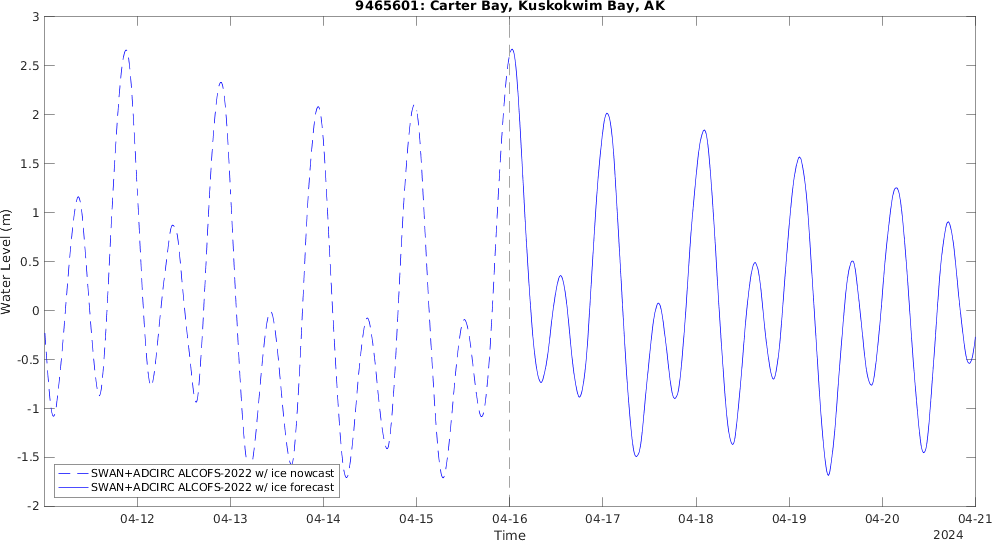 9465601: Carter Bay, Kuskokwim Bay, AK
3
2.5
2
1.5
1
0.5
0
-0.5
-1
-1.5
-2
Water Level (m)
SWAN+ADCIRC ALCOFS-2022 w/ ice nowcast
SWAN+ADCIRC ALCOFS-2022 w/ ice forecast
04-12 04-13 04-14 04-15 04-16 04-17 04-18 04-19 04-20 04-21
Time
2024